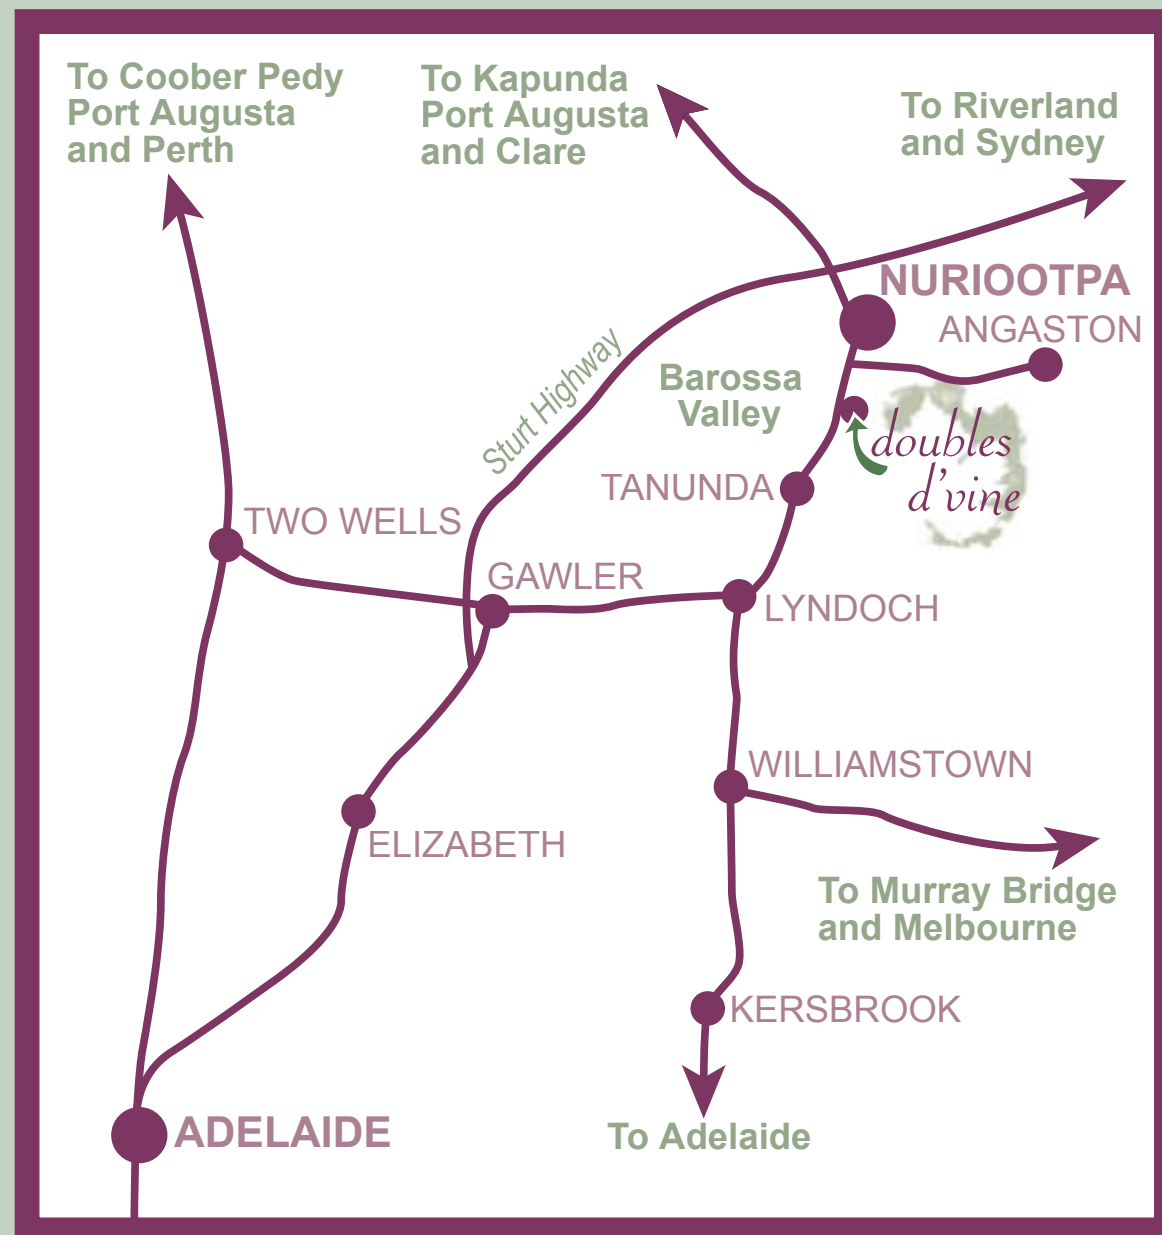 To Coober Pedy
Port Augusta
and Perth
To Kapunda
Port Augusta
and Clare
To Riverland
and Sydney
NURIOOTPA
ANGASTON
Sturt Highway
Barossa
Valley
doubles
d'vine
TANUNDA
TWO WELLS
GAWLER
LYNDOCH
WILLIAMSTOWN
ELIZABETH
To Murray Bridge
and Melbourne
KERSBROOK
ADELAIDE
To Adelaide